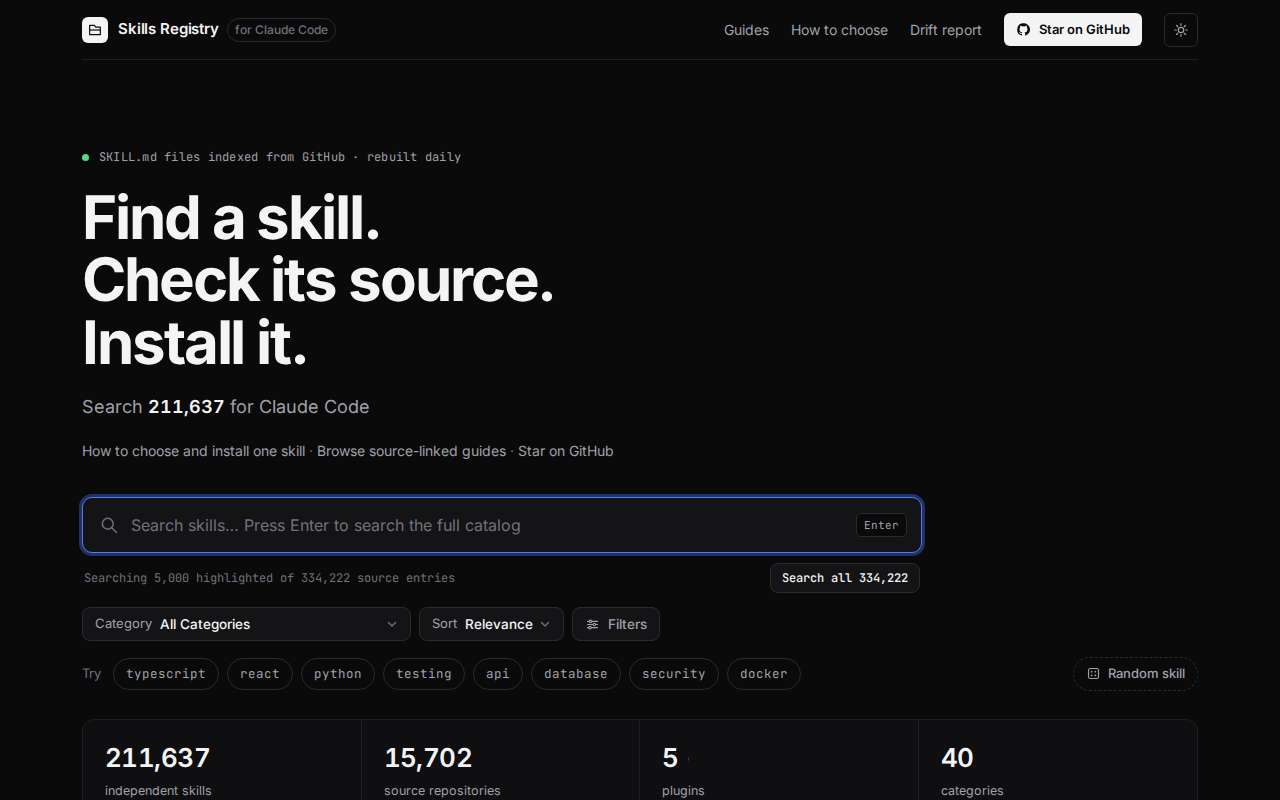 Skills Registry for Claude Code Guides How to choose Drift report Star on GitHub
SKILL.md files indexed from GitHub · rebuilt daily
Find a skill.
Check its source.
Install it.
Search 211,637 for Claude Code
How to choose and install one skill · Browse source-linked guides · Star on GitHub
Search skills... Press Enter to search the full catalog Enter
Searching 5,000 highlighted of 334,222 source entries Search all 334,222
Category All Categories Sort Relevance Filters
Try typescript react python testing api database security docker Random skill
211,637 15,702 5 40
independent skills source repositories plugins categories